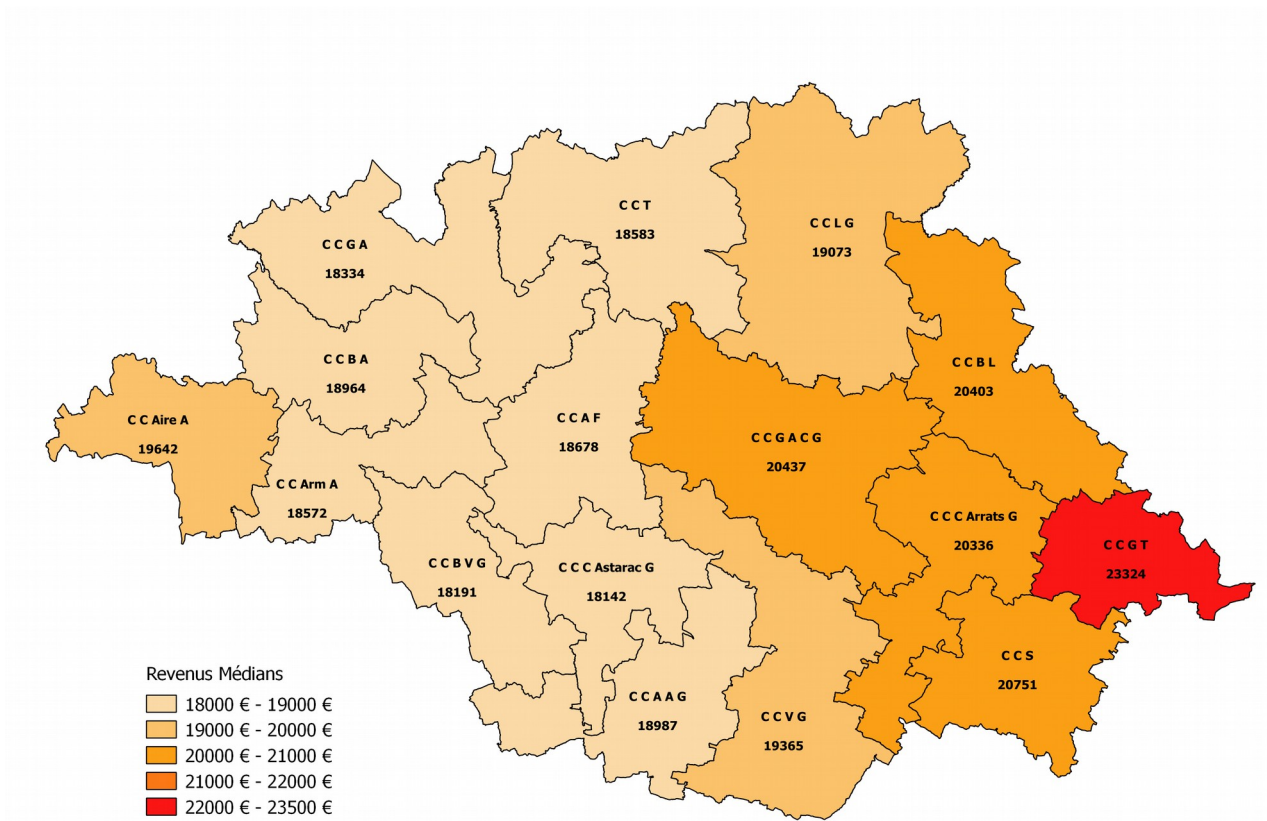 C C T
18583
C C L G
19073
C C G A
18334
C C B A
18964
C C B L
20403
C C Aire A
19642
C C A F
18678
C C G A C G
20437
C C Arm A
18572
C C C Arrats G
20336
C C G T
23324
C C B V G
18191
C C C Astarac G
18142
C C S
20751
C C A A G
18987
C C V G
19365
Revenus Médians
18000 € - 19000 €
19000 € - 20000 €
20000 € - 21000 €
21000 € - 22000 €
22000 € - 23500 €